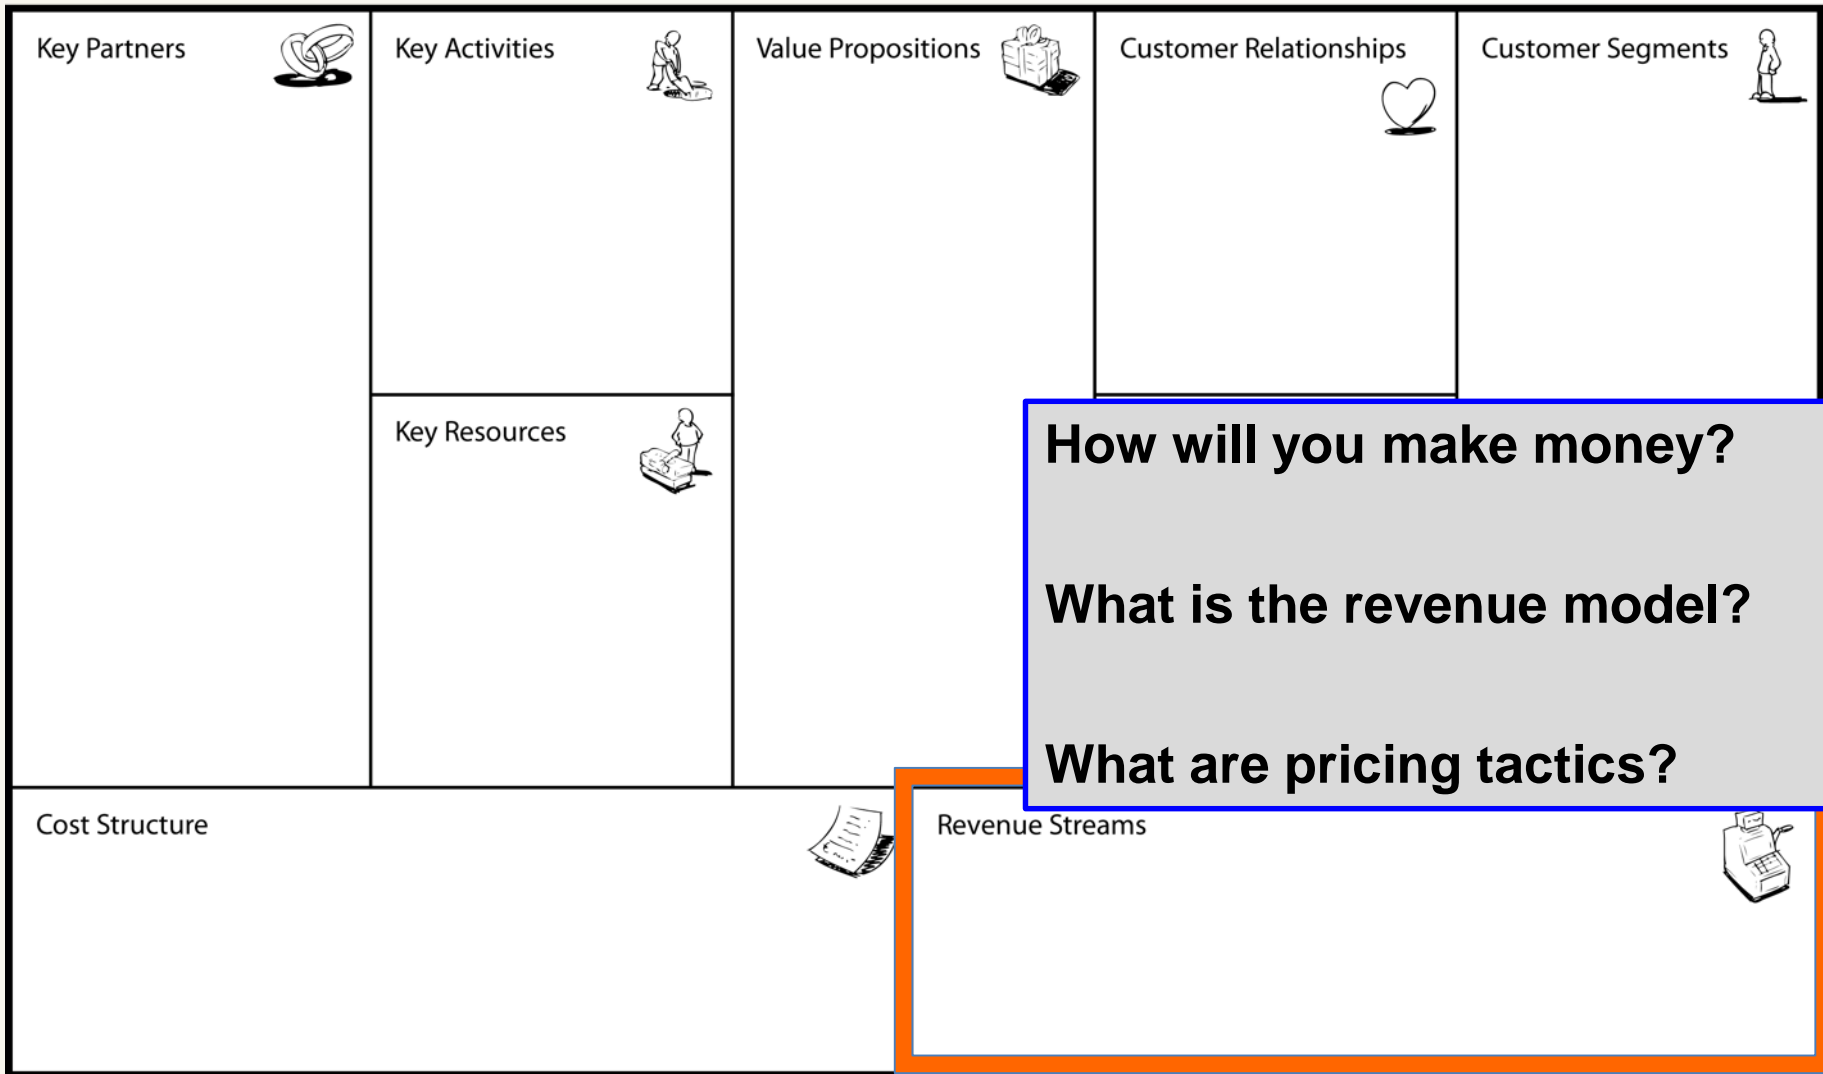 Key Partners
Key Activities
Value Propositions
Customer Relationships
Customer Segments
Key Resources
How will you make money?
What is the revenue model?
What are pricing tactics?
Cost Structure
Revenue Streams